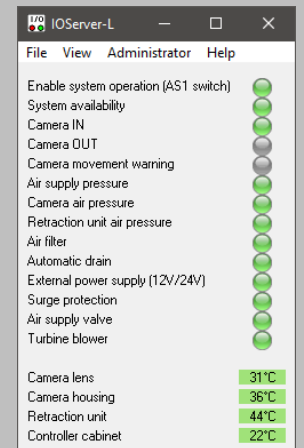 I/O IOServer-L
File View Administrator Help
Enable system operation (AS1 switch)
System availability
Camera IN
Camera OUT
Camera movement warning
Air supply pressure
Camera air pressure
Retraction unit air pressure
Air filter
Automatic drain
External power supply (12V/24V)
Surge protection
Air supply valve
Turbine blower
Camera lens 31°C
Camera housing 36°C
Retraction unit 44°C
Controller cabinet 22°C